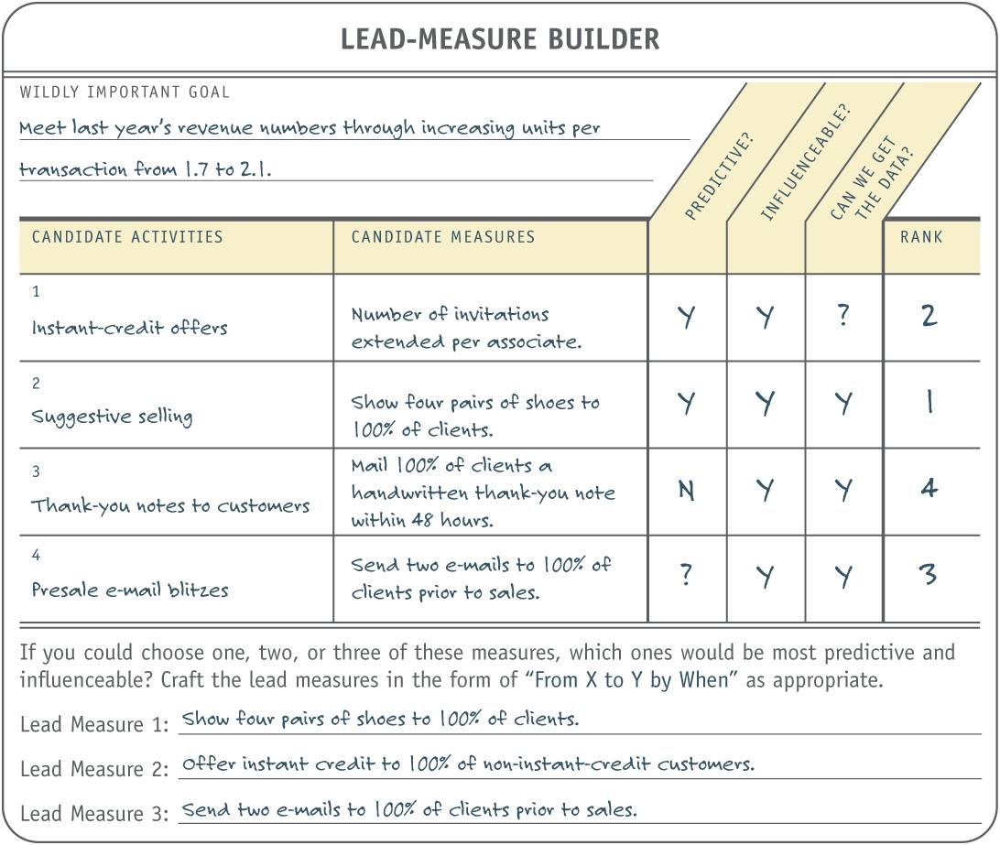 LEAD-MEASURE BUILDER
WILDLY IMPORTANT GOAL
Meet last year's revenue numbers through increasing units per
transaction from 1.7 to 2.1.
PREDICTIVE?
INFLUENCEABLE?
CAN WE GET
THE DATA?
CANDIDATE ACTIVITIES
CANDIDATE MEASURES
RANK
1
Instant-credit offers
Number of invitations
extended per associate.
Y
Y
?
2
2
Suggestive selling
Show four pairs of shoes to
100% of clients.
Y
Y
Y
1
3
Thank-you notes to customers
Mail 100% of clients a
handwritten thank-you note
within 48 hours.
N
Y
Y
4
4
Presale e-mail blitzes
Send two e-mails to 100% of
clients prior to sales.
?
Y
Y
3
If you could choose one, two, or three of these measures, which ones would be most predictive and
influenceable? Craft the lead measures in the form of “From X to Y by When” as appropriate.
Lead Measure 1: Show four pairs of shoes to 100% of clients.
Lead Measure 2: Offer instant credit to 100% of non-instant-credit customers.
Lead Measure 3: Send two e-mails to 100% of clients prior to sales.